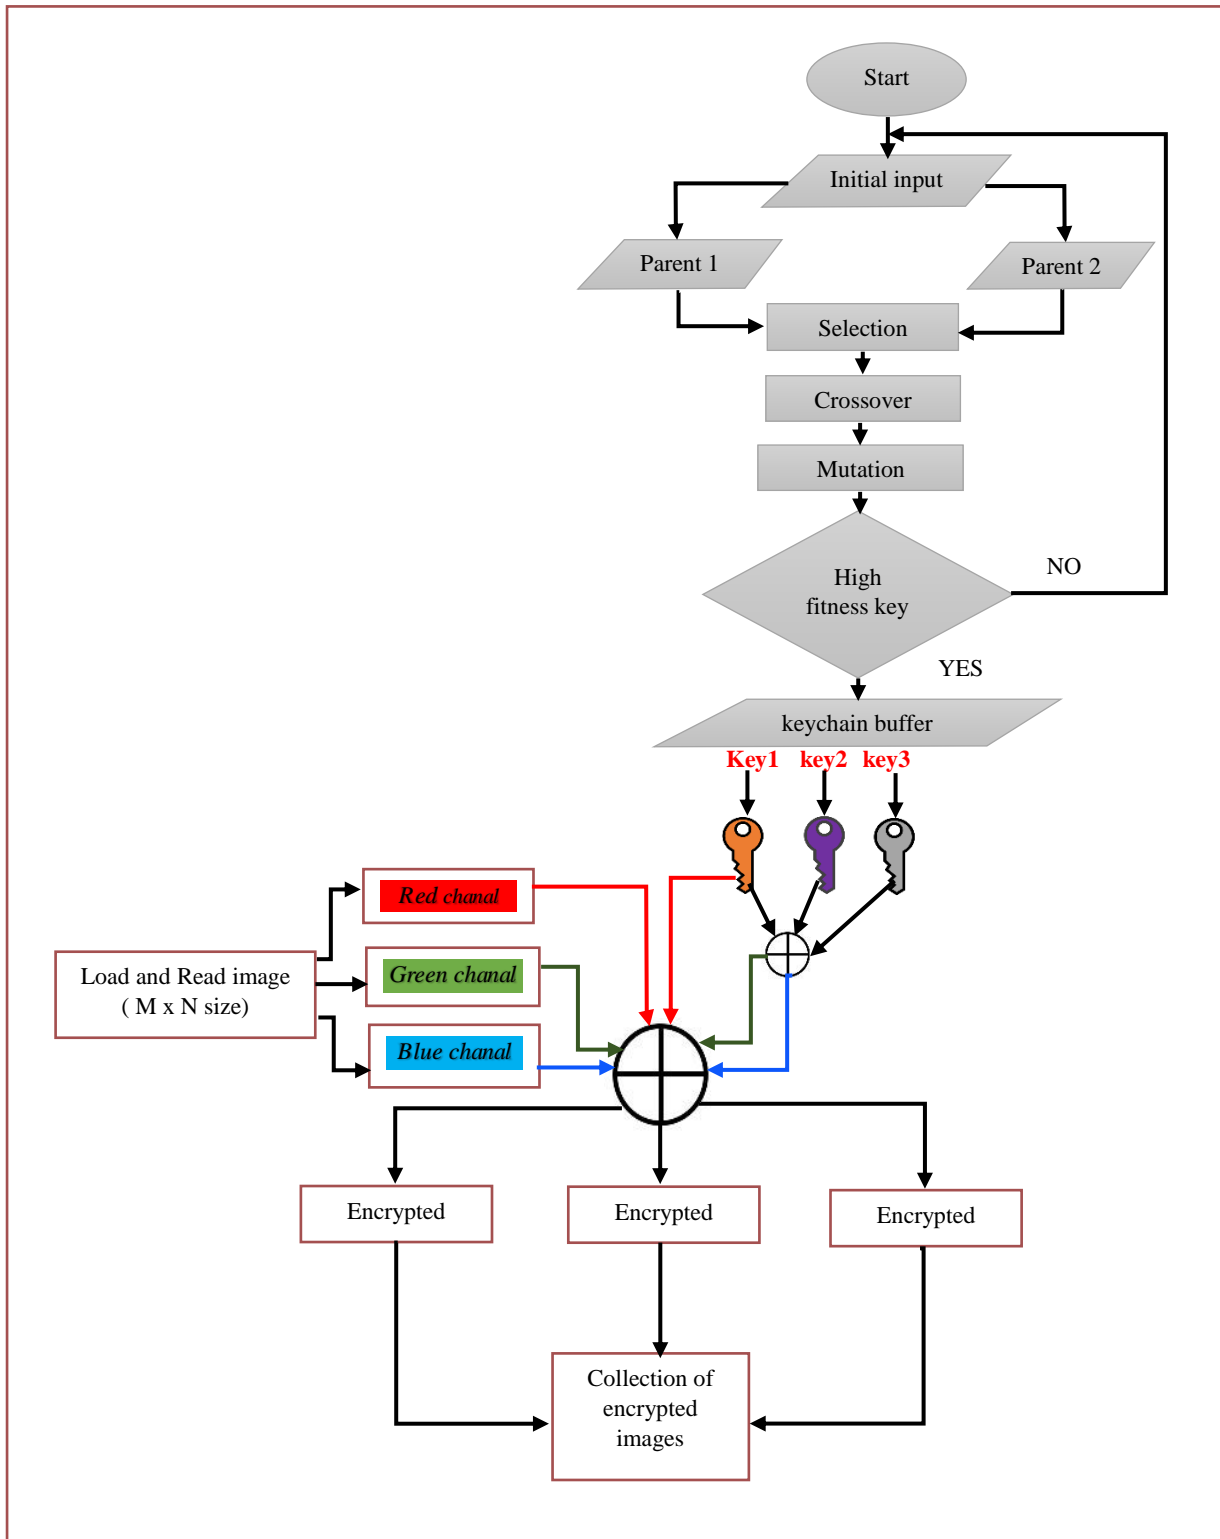 Start
Initial input
Parent 1
Parent 2
Selection
Crossover
Mutation
High
fitness key
NO
YES
keychain buffer
Key1 key2 key3
Red chanal
Load and Read image
( M x N size)
Green chanal
Blue chanal
Encrypted
Encrypted
Encrypted
Collection of
encrypted
images